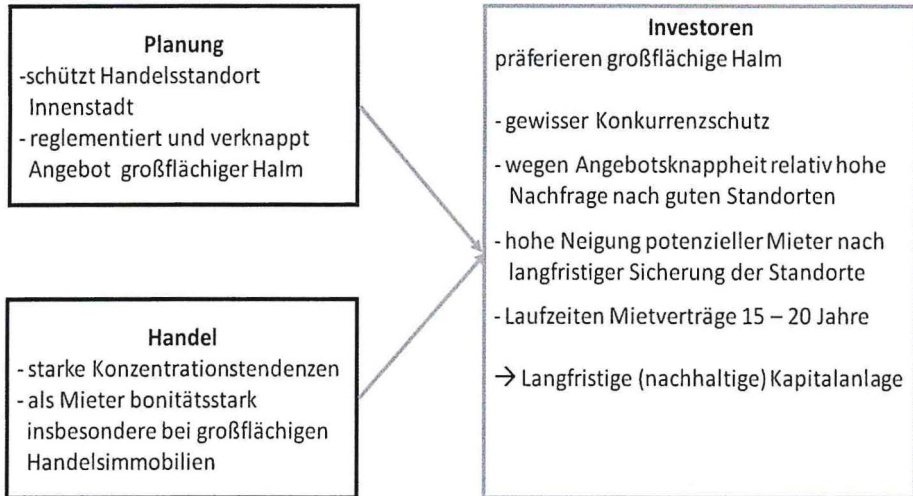 Planung
-schützt Handelsstandort
Innenstadt
- reglementiert und verknappt
Angebot großflächiger HaIm
Handel
- starke Konzentrationstendenzen
- als Mieter bonitätsstark
insbesondere bei großflächigen
Handelsimmobilien
Investoren
präferieren großflächige HaIm
- gewisser Konkurrenzschutz
- wegen Angebotsknappheit relativ hohe
Nachfrage nach guten Standorten
- hohe Neigung potenzieller Mieter nach
langfristiger Sicherung der Standorte
- Laufzeiten Mietverträge 15 – 20 Jahre
→ Langfristige (nachhaltige) Kapitalanlage